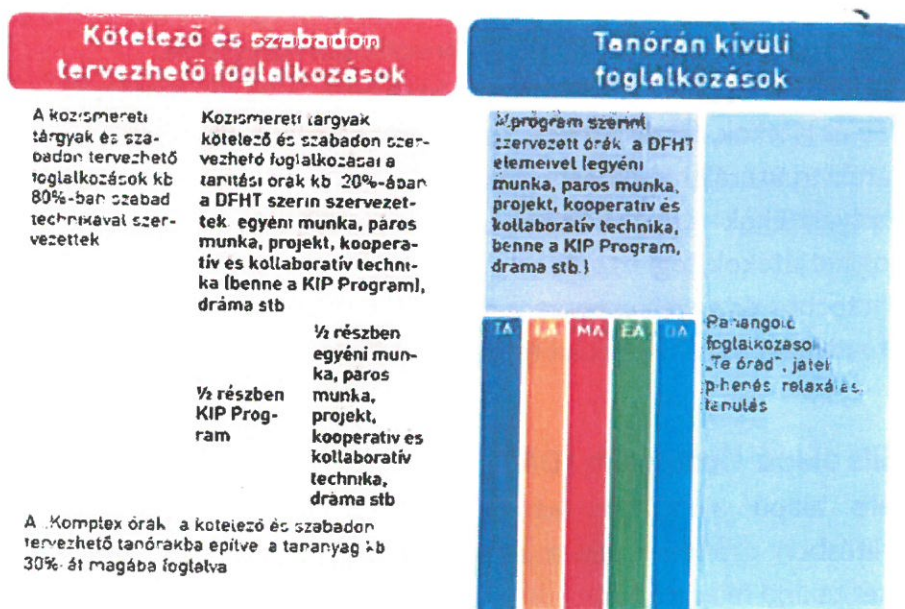 Kötelező és szabadon
tervezhető foglalkozások
A közismereti
tárgyak és sza-
badon tervezhető
foglalkozások kb
80%-ban szabad
technikával szer-
vezettek
Közismereti tárgyak
kötelező és szabadon szer-
vezhető foglalkozásai a
tanítási órák kb. 20%-ában
a DFHT szerin szervezet-
tek egyéni munka, páros
munka, projekt, koopera-
tív és kollaboratív techni-
ka (benne a KIP Program),
dráma stb
½ részben
KIP Prog-
ram
½ részben
egyéni mun-
ka, páros
munka,
projekt,
kooperatív és
kollaboratív
technika,
dráma stb
A „Komplex órák a kötelező és szabadon
tervezhető tanórákba építve a tananyag kb
30%-át magába foglalva
Tanórán kívüli
foglalkozások
program szerint
szervezett órák a DFHT
elemeivel (egyéni
munka, páros munka,
projekt, kooperatív és
kollaboratív technika,
benne a KIP Program,
dráma stb.)
LA MA ÉA DA
foglalkozások
„Te órád", játék
pihenés, relaxálás,
tanulás